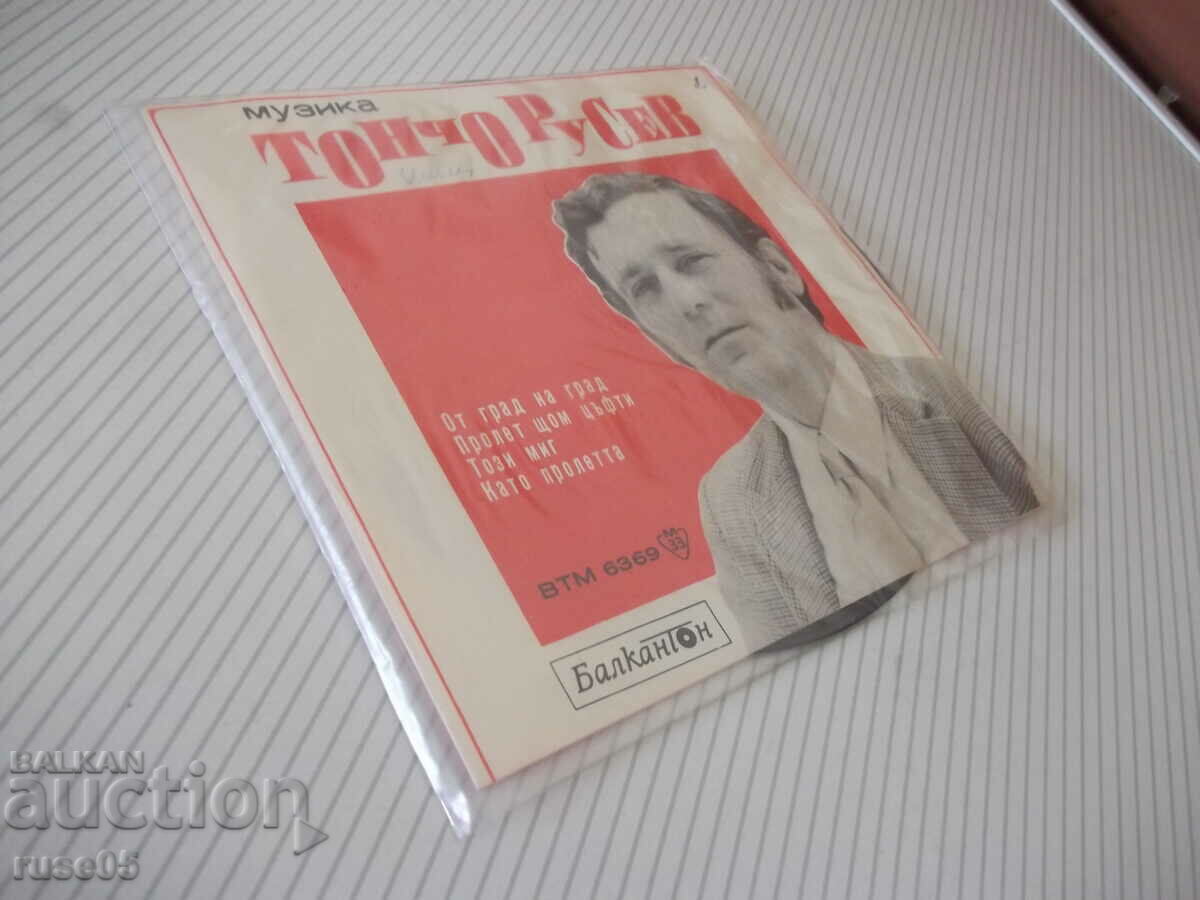 музика
ТОНЧО РУСЕВ
От град на град
Пролет щом цъфти
Този миг
Като пролетта
ВТМ 6369 М 33
Балкантон
BALKAN
auction
ruse05